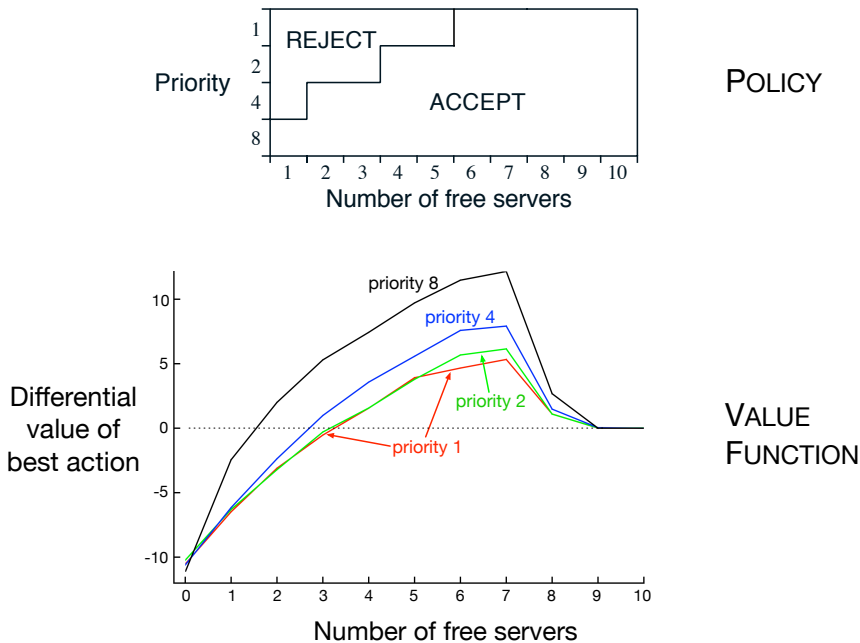 1
REJECT
2
Priority
POLICY
4
ACCEPT
8
1 2 3 4 5 6 7 8 9 10
Number of free servers
priority 8
10
priority 4
5
priority 2
Differential
value of
best action
0
VALUE
FUNCTION
priority 1
-5
-10
0 1 2 3 4 5 6 7 8 9 10
Number of free servers